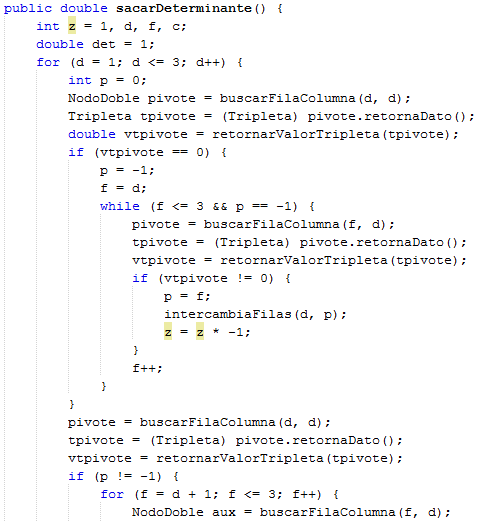 public double sacarDeterminante() {
    int z = 1, d, f, c;
    double det = 1;
    for (d = 1; d <= 3; d++) {
        int p = 0;
        NodoDoble pivote = buscarFilaColumna(d, d);
        Tripleta tpivote = (Tripleta) pivote.retornaDato();
        double vtpivote = retornarValorTripleta(tpivote);
        if (vtpivote == 0) {
            p = -1;
            f = d;
            while (f <= 3 && p == -1) {
                pivote = buscarFilaColumna(f, d);
                tpivote = (Tripleta) pivote.retornaDato();
                vtpivote = retornarValorTripleta(tpivote);
                if (vtpivote != 0) {
                    p = f;
                    intercambiaFilas(d, p);
                    z = z * -1;
                }
                f++;
            }
        }
        pivote = buscarFilaColumna(d, d);
        tpivote = (Tripleta) pivote.retornaDato();
        vtpivote = retornarValorTripleta(tpivote);
        if (p != -1) {
            for (f = d + 1; f <= 3; f++) {
                NodoDoble aux = buscarFilaColumna(f, d);